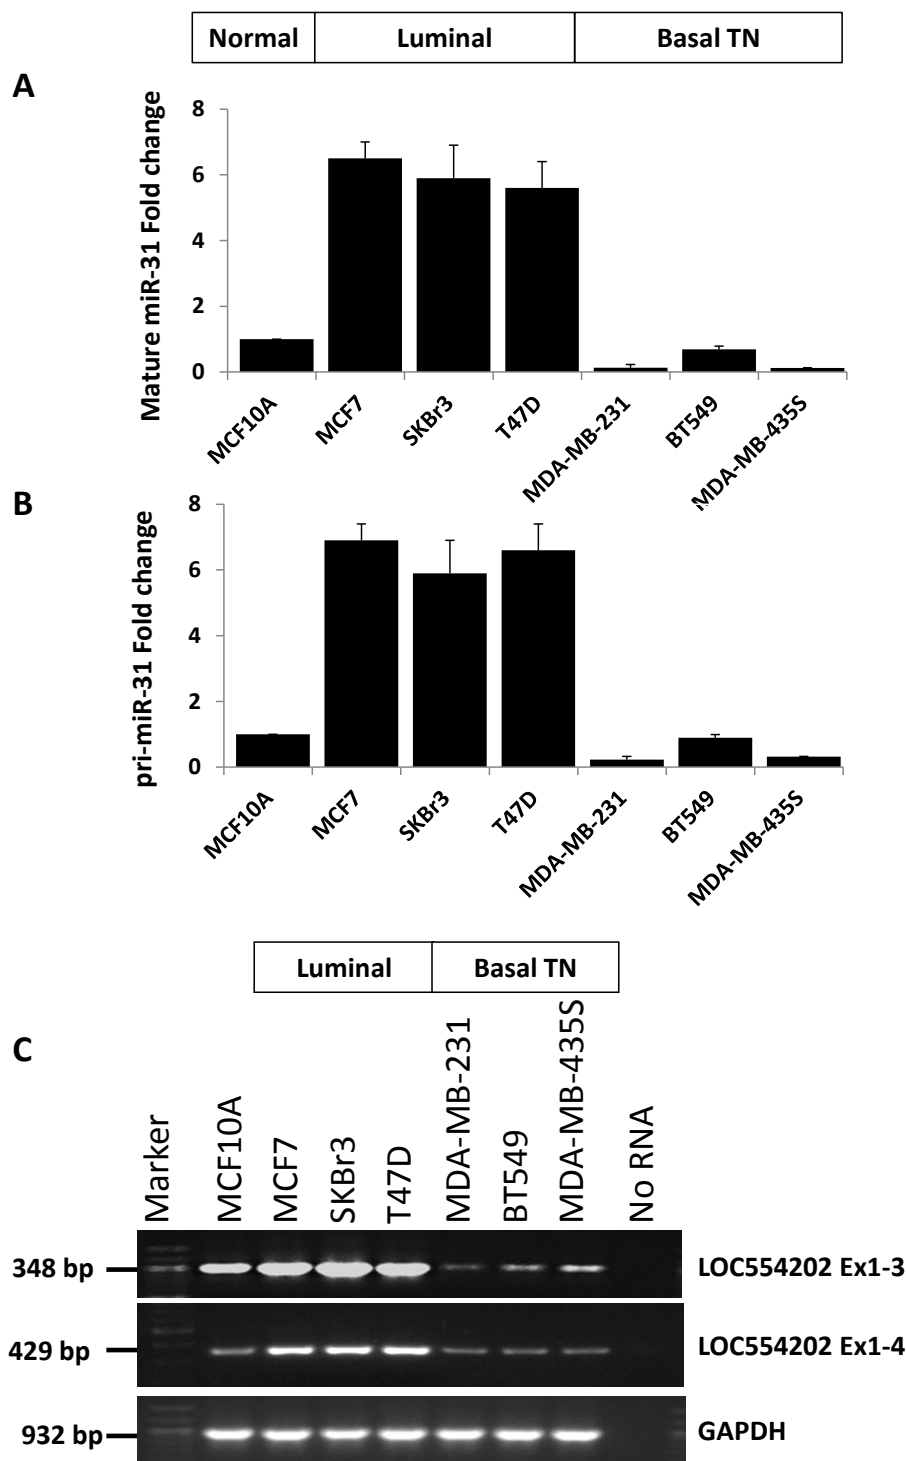 Normal Luminal Basal TN
A
Mature miR-31 Fold change
8
6
4
2
0
MCF10A MCF7 SKBr3 T47D MDA-MB-231 BT549 MDA-MB-435S
B
pri-miR-31 Fold change
8
6
4
2
0
MCF10A MCF7 SKBr3 T47D MDA-MB-231 BT549 MDA-MB-435S
Luminal Basal TN
C
Marker MCF10A MCF7 SKBr3 T47D MDA-MB-231 BT549 MDA-MB-435S No RNA
348 bp LOC554202 Ex1-3
429 bp LOC554202 Ex1-4
932 bp GAPDH